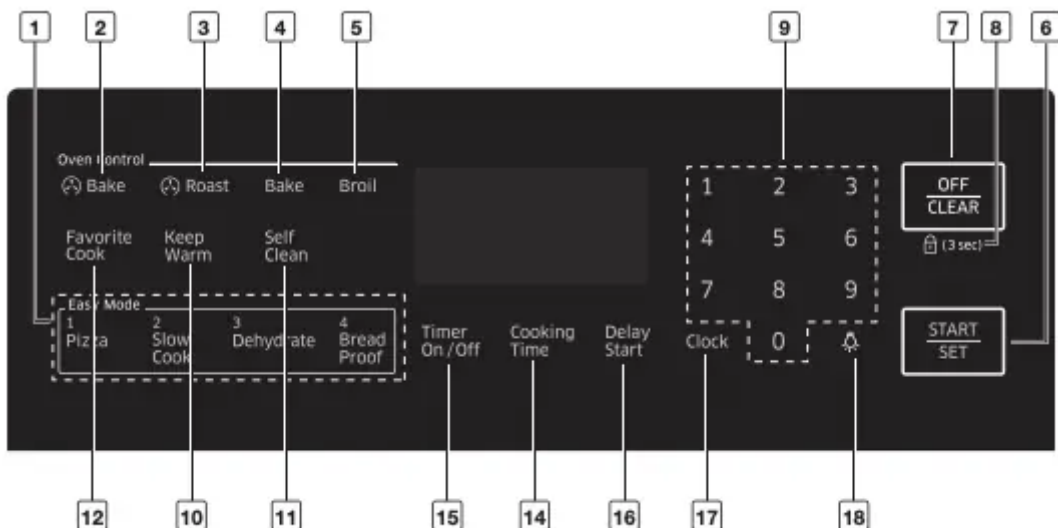 1 2 3 4 5 9 7 8 6
Oven Control
Bake Roast Bake Broil
Favorite Cook
Keep Warm
Self Clean
Easy Mode
1 Pizza
2 Slow Cook
3 Dehydrate
4 Bread Proof
Timer On/Off
Cooking Time
Delay Start
Clock
1 2 3
4 5 6
7 8 9
0
OFF
CLEAR
(3 sec)
START
SET
12 10 11 15 14 16 17 18